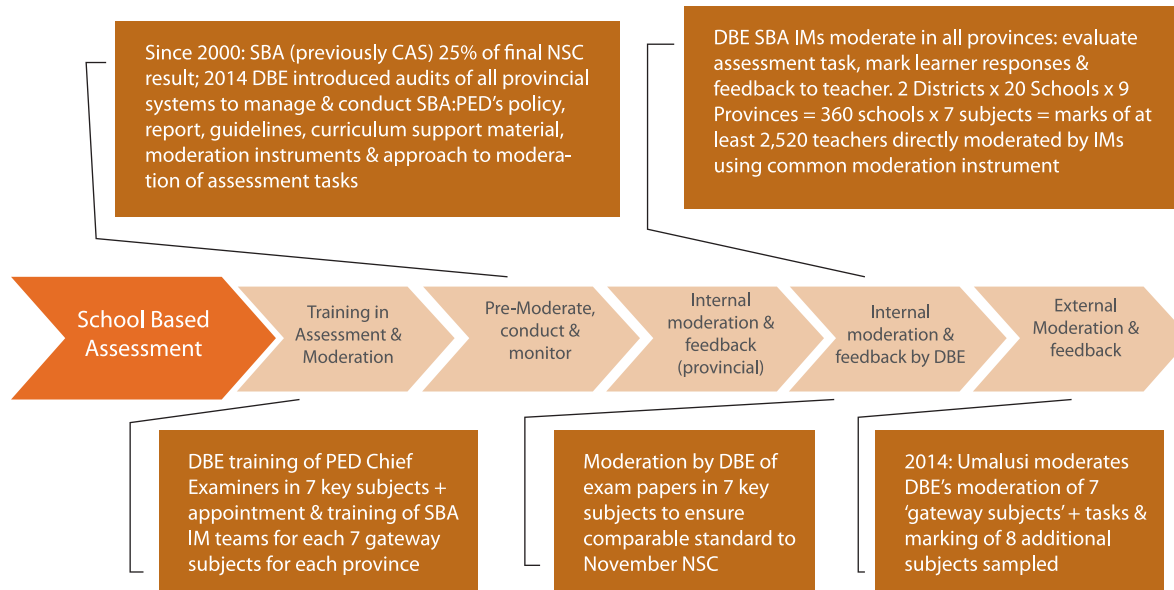 Since 2000: SBA (previously CAS) 25% of final NSC
result; 2014 DBE introduced audits of all provincial
systems to manage & conduct SBA:PED's policy,
report, guidelines, curriculum support material,
moderation instruments & approach to modera-
tion of assessment tasks
DBE SBA IMs moderate in all provinces: evaluate
assessment task, mark learner responses &
feedback to teacher. 2 Districts x 20 Schools x 9
Provinces = 360 schools x 7 subjects = marks of at
least 2,520 teachers directly moderated by IMs
using common moderation instrument
School Based
Assessment
Training in
Assessment &
Moderation
Pre-Moderate,
conduct &
monitor
Internal
moderation &
feedback
(provincial)
Internal
moderation &
feedback by DBE
External
Moderation &
feedback
DBE training of PED Chief
Examiners in 7 key subjects +
appointment & training of SBA
IM teams for each 7 gateway
subjects for each province
Moderation by DBE of
exam papers in 7 key
subjects to ensure
comparable standard to
November NSC
2014: Umalusi moderates
DBE's moderation of 7
'gateway subjects' + tasks &
marking of 8 additional
subjects sampled